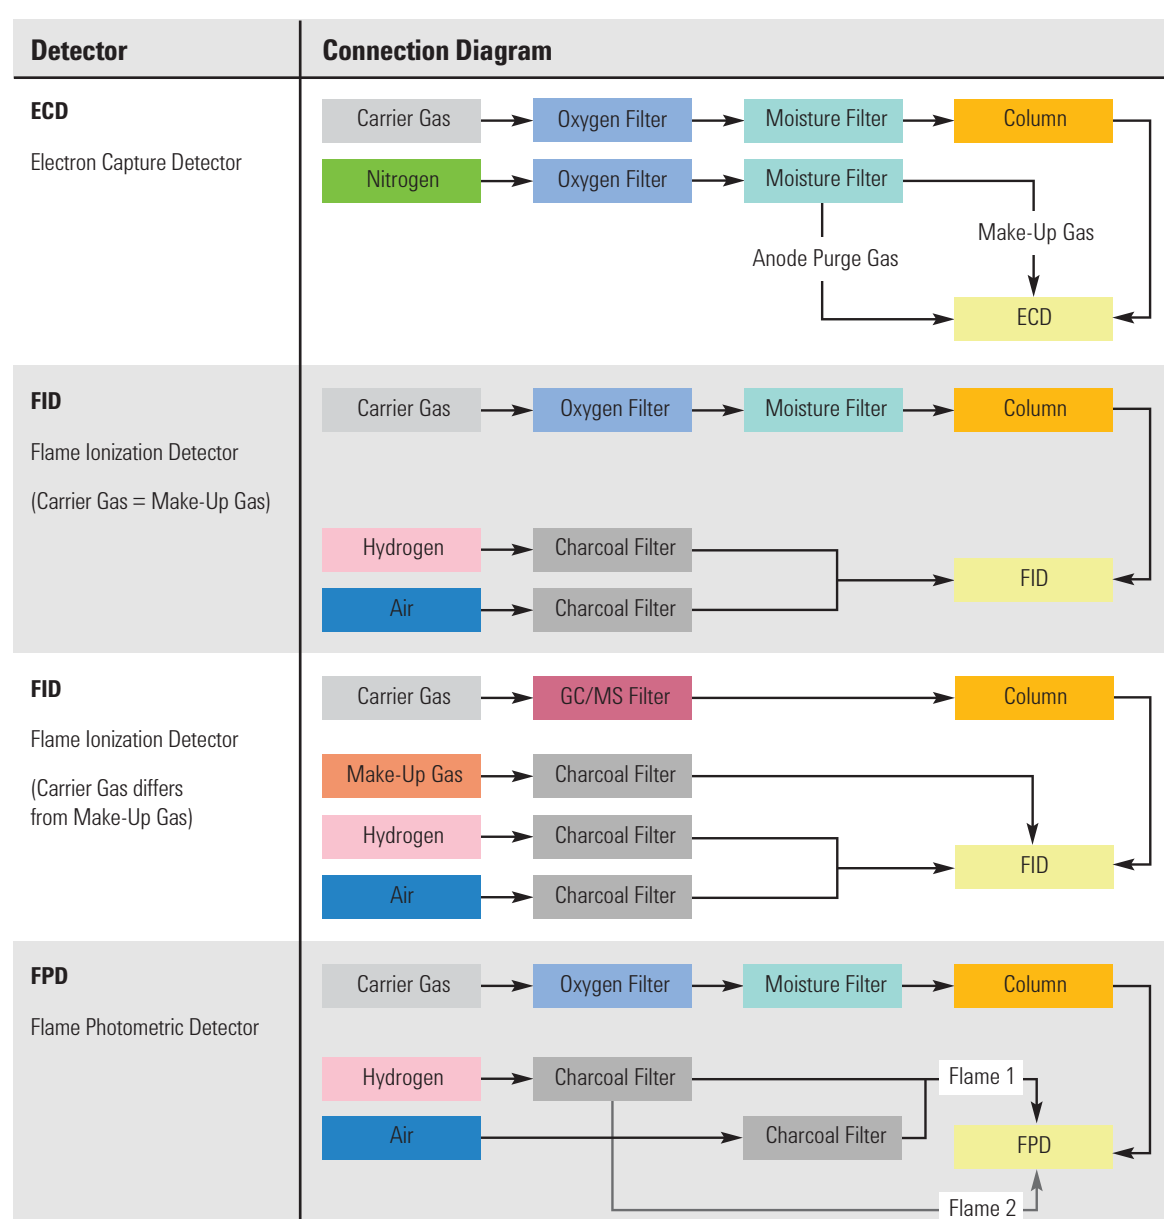 Detector Connection Diagram
ECD
Electron Capture Detector
Carrier Gas Oxygen Filter Moisture Filter Column
Nitrogen Oxygen Filter Moisture Filter
Make-Up Gas
Anode Purge Gas
ECD
FID
Flame Ionization Detector
(Carrier Gas = Make-Up Gas)
Carrier Gas Oxygen Filter Moisture Filter Column
Hydrogen Charcoal Filter
FID
Air Charcoal Filter
FID
Flame Ionization Detector
(Carrier Gas differs
from Make-Up Gas)
Carrier Gas GC/MS Filter Column
Make-Up Gas Charcoal Filter
Hydrogen Charcoal Filter
FID
Air Charcoal Filter
FPD
Flame Photometric Detector
Carrier Gas Oxygen Filter Moisture Filter Column
Hydrogen Charcoal Filter Flame 1
Air Charcoal Filter
FPD
Flame 2